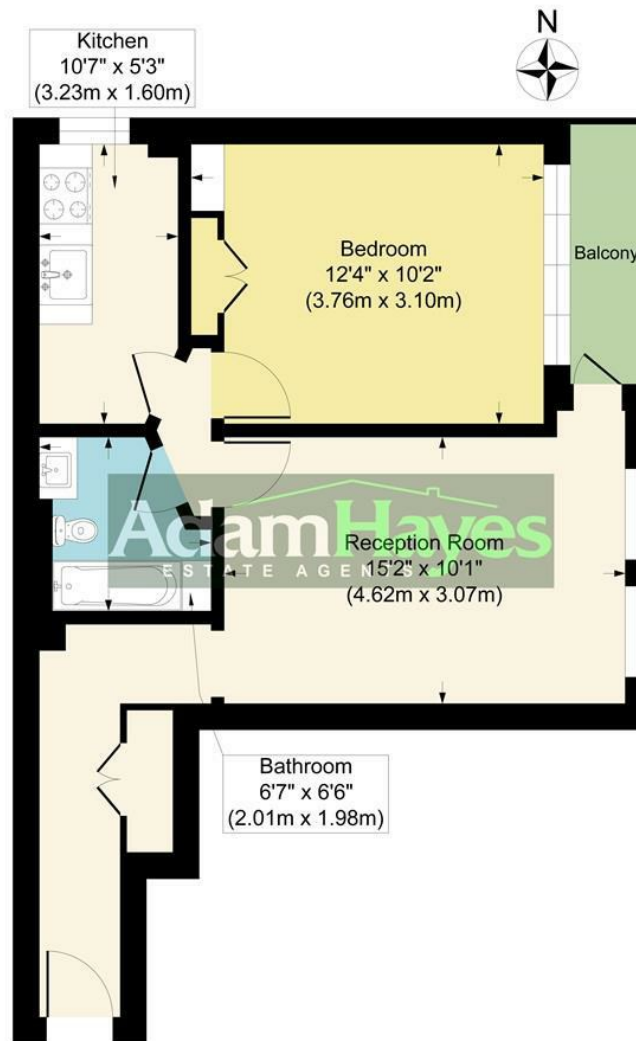 N
Kitchen
10'7" x 5'3"
(3.23m x 1.60m)
Bedroom
12'4" x 10'2"
(3.76m x 3.10m)
Balcony
AdamHayes
ESTATE AGENTS
Reception Room
15'2" x 10'1"
(4.62m x 3.07m)
Bathroom
6'7" x 6'6"
(2.01m x 1.98m)